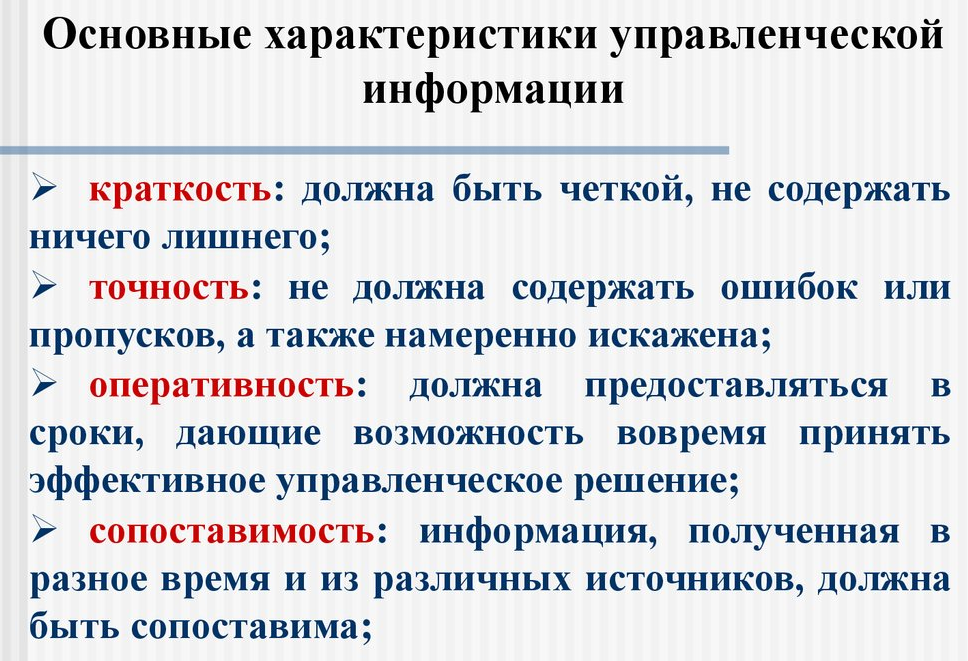 Основные характеристики управленческой
информации
➢ краткость: должна быть четкой, не содержать
ничего лишнего;
➢ точность: не должна содержать ошибок или
пропусков, а также намеренно искажена;
➢ оперативность: должна предоставляться в
сроки, дающие возможность вовремя принять
эффективное управленческое решение;
➢ сопоставимость: информация, полученная в
разное время и из различных источников, должна
быть сопоставима;